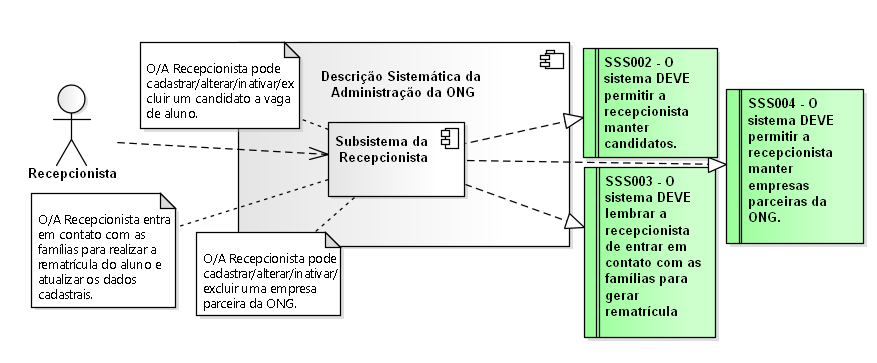 O/A Recepcionista pode
cadastrar/alterar/inativar/ex
cluir um candidato a vaga
de aluno.
Descrição Sistemática da
Administração da ONG
SSS002 - O
sistema DEVE
permitir a
recepcionista
manter
candidatos.
SSS004 - O
sistema DEVE
permitir a
recepcionista
manter
empresas
parceiras da
ONG.
Subsistema da
Recepcionista
Recepcionista
SSS003 - O
sistema DEVE
lembrar a
recepcionista
de entrar em
contato com as
famílias para
gerar
rematrícula
O/A Recepcionista entra
em contato com as
famílias para realizar a
rematrícula do aluno e
atualizar os dados
cadastrais.
O/A Recepcionista pode
cadastrar/alterar/inativar/
excluir uma empresa
parceira da ONG.